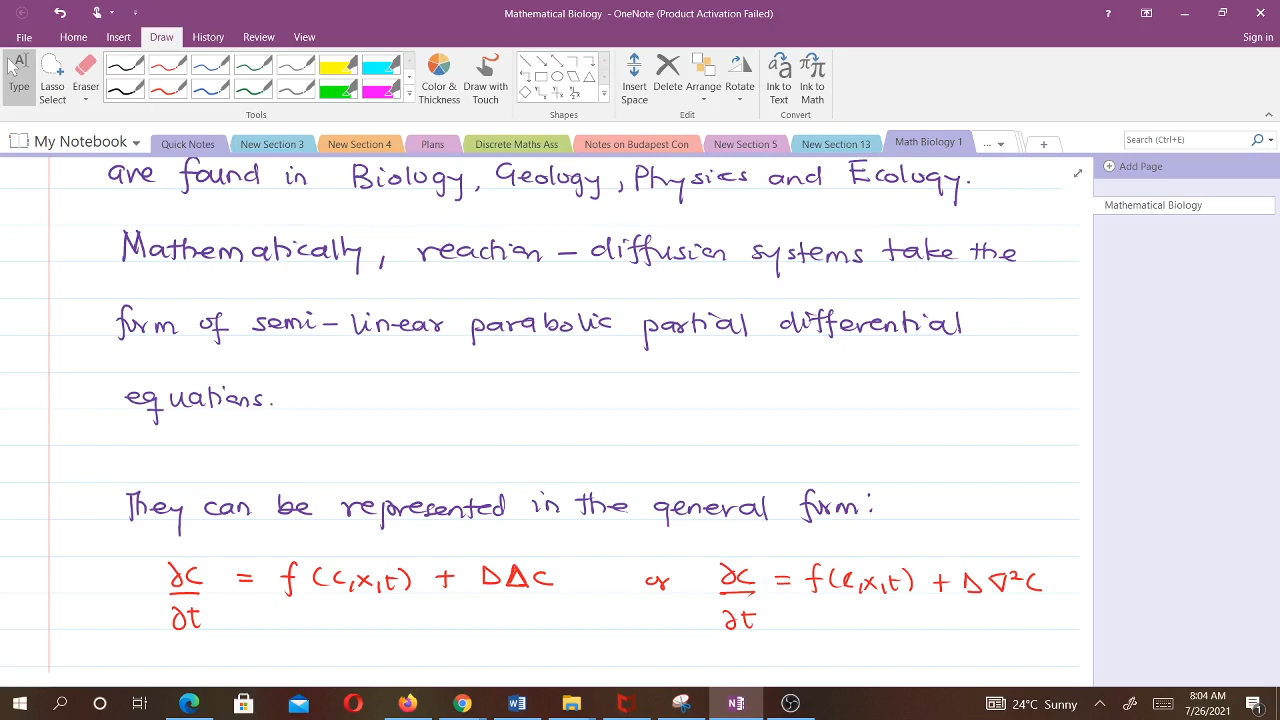 Mathematical Biology - OneNote (Product Activation Failed)
File Home Insert Draw History Review View Sign in
Type Lasso Select Eraser Color & Thickness Draw with Touch Insert Space Delete Arrange Rotate Ink to Text Ink to Math
Tools Shapes Edit Convert
My Notebook Quick Notes New Section 3 New Section 4 Plans Discrete Maths Ass Notes on Budapest Con New Section 5 New Section 13 Math Biology 1 ... Search (Ctrl+E)
Add Page
Mathematical Biology
are found in Biology, Geology, Physics and Ecology.
Mathematically, reaction - diffusion systems take the
form of semi-linear parabolic partial differential
equations.
They can be represented in the general form:
∂C/∂t = f(C,x,t) + DΔC or ∂C/∂t = f(C,x,t) + D∇²C
24°C Sunny
8:04 AM
7/26/2021